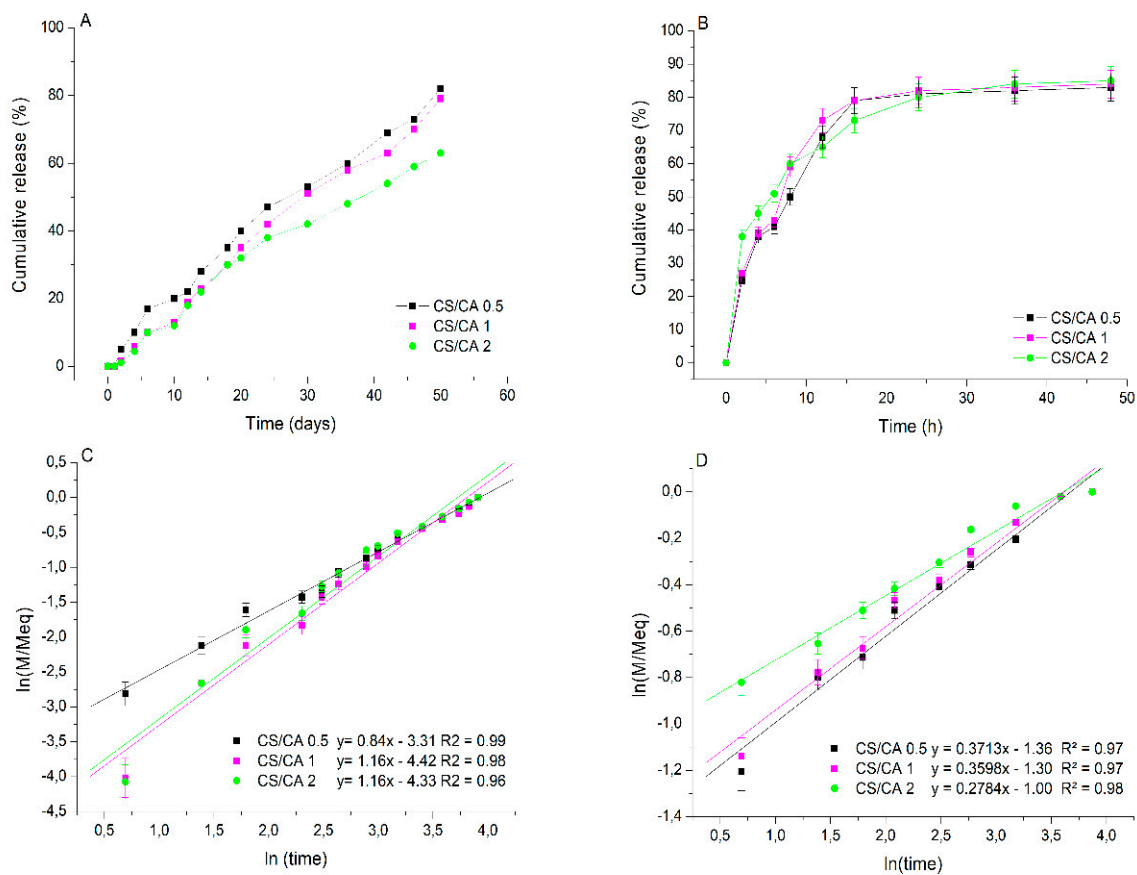 A
Cumulative release (%)
80
60
40
20
0
CS/CA 0.5
CS/CA 1
CS/CA 2
0 10 20 30 40 50 60
Time (days)
B
Cumulative release (%)
100
90
80
70
60
50
40
30
20
10
0
CS/CA 0.5
CS/CA 1
CS/CA 2
0 10 20 30 40 50
Time (h)
C
ln(M/Meq)
0,5
0,0
-0,5
-1,0
-1,5
-2,0
-2,5
-3,0
-3,5
-4,0
-4,5
CS/CA 0.5 y= 0.84x - 3.31 R2 = 0.99
CS/CA 1 y= 1.16x - 4.42 R2 = 0.98
CS/CA 2 y= 1.16x - 4.33 R2 = 0.96
0,5 1,0 1,5 2,0 2,5 3,0 3,5 4,0
ln (time)
D
ln(M/Meq)
0,0
-0,2
-0,4
-0,6
-0,8
-1,0
-1,2
-1,4
CS/CA 0.5 y = 0.3713x - 1.36 R² = 0.97
CS/CA 1 y = 0.3598x - 1.30 R² = 0.97
CS/CA 2 y = 0.2784x - 1.00 R² = 0.98
0,5 1,0 1,5 2,0 2,5 3,0 3,5 4,0
ln(time)